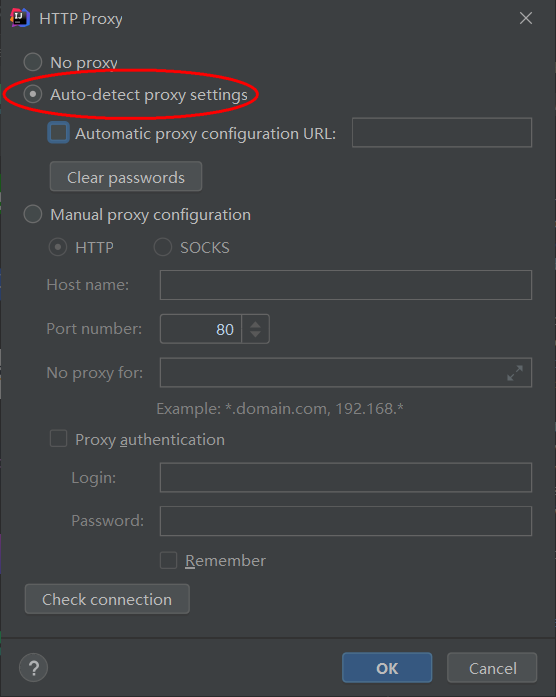 IJ HTTP Proxy
No proxy
Auto-detect proxy settings
Automatic proxy configuration URL:
Clear passwords
Manual proxy configuration
HTTP SOCKS
Host name:
Port number: 80
No proxy for:
Example: *.domain.com, 192.168.*
Proxy authentication
Login:
Password:
Remember
Check connection
? OK Cancel